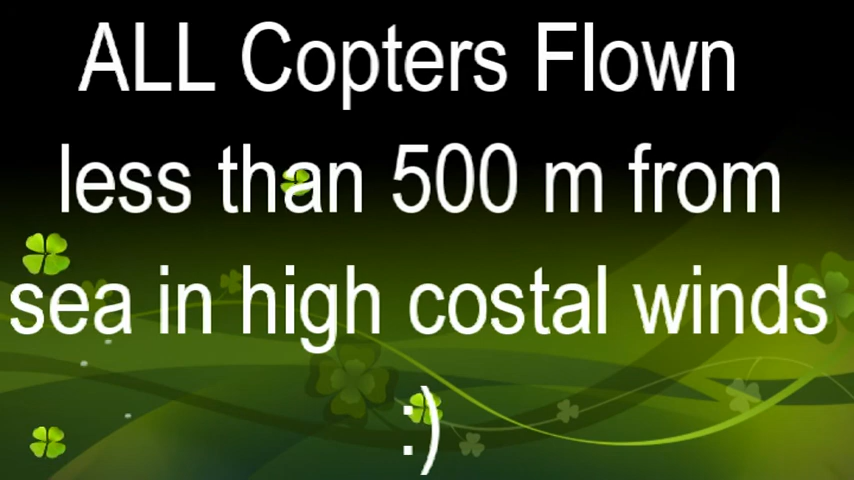 ALL Copters Flown
less than 500 m from
sea in high costal winds
:)